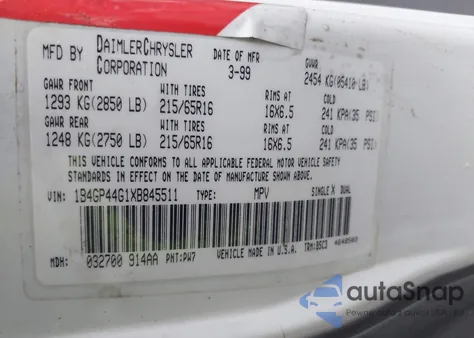 MFD BY DAIMLERCHRYSLER CORPORATION DATE OF MFR 3-99 GVWR 2454 KG(05410 LB)
GAWR FRONT WITH TIRES RIMS AT COLD
1293 KG(2850 LB) 215/65R16 16X6.5 241 KPA(35 PSI)
GAWR REAR WITH TIRES RIMS AT COLD
1248 KG(2750 LB) 215/65R16 16X6.5 241 KPA(35 PSI)
THIS VEHICLE CONFORMS TO ALL APPLICABLE FEDERAL MOTOR VEHICLE SAFETY
STANDARDS IN EFFECT ON THE DATE OF MANUFACTURE SHOWN ABOVE
VIN: 1B4GP44G1XB845511 TYPE: MPV SINGLE X DUAL
MDH: 032700 914AA PNT: PW7 VEHICLE MADE IN U.S.A. TRM: BSC3 4648503
autoSnap